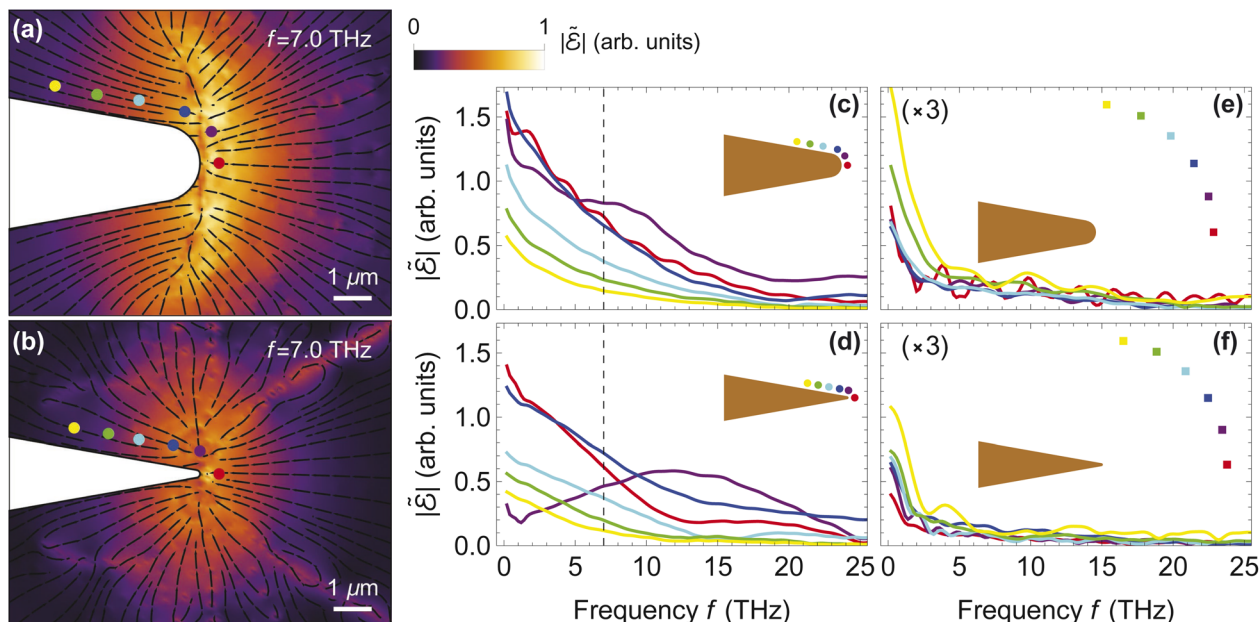 (a)
f=7.0 THz
1 μm
(b)
f=7.0 THz
1 μm
0 1
|ℰ̃| (arb. units)
(c)
|ℰ̃| (arb. units)
1.5
1.0
0.5
0.0
(e)
(×3)
(d)
|ℰ̃| (arb. units)
1.5
1.0
0.5
0.0
0 5 10 15 20 25
Frequency f (THz)
(f)
(×3)
0 5 10 15 20 25
Frequency f (THz)